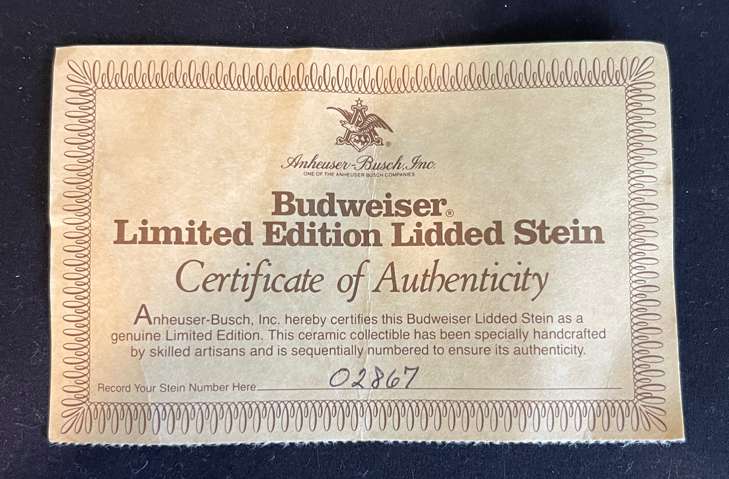 Anheuser-Busch, Inc.
ONE OF THE ANHEUSER BUSCH COMPANIES
Budweiser®
Limited Edition Lidded Stein
Certificate of Authenticity
Anheuser-Busch, Inc. hereby certifies this Budweiser Lidded Stein as a
genuine Limited Edition. This ceramic collectible has been specially handcrafted
by skilled artisans and is sequentially numbered to ensure its authenticity.
Record Your Stein Number Here 02867